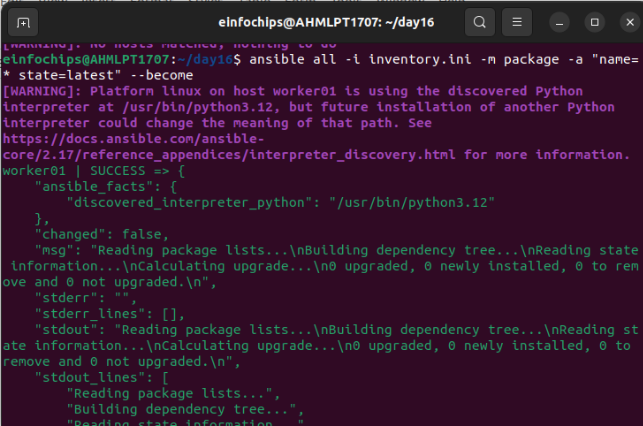 einfochips@AHMLPT1707: ~/day16
[WARNING]: No hosts matched, nothing to do
einfochips@AHMLPT1707:~/day16$ ansible all -i inventory.ini -m package -a "name=
* state=latest" --become
[WARNING]: Platform linux on host worker01 is using the discovered Python
interpreter at /usr/bin/python3.12, but future installation of another Python
interpreter could change the meaning of that path. See
https://docs.ansible.com/ansible-
core/2.17/reference_appendices/interpreter_discovery.html for more information.
worker01 | SUCCESS => {
    "ansible_facts": {
        "discovered_interpreter_python": "/usr/bin/python3.12"
    },
    "changed": false,
    "msg": "Reading package lists...\nBuilding dependency tree...\nReading state
 information...\nCalculating upgrade...\n0 upgraded, 0 newly installed, 0 to rem
ove and 0 not upgraded.\n",
    "stderr": "",
    "stderr_lines": [],
    "stdout": "Reading package lists...\nBuilding dependency tree...\nReading st
ate information...\nCalculating upgrade...\n0 upgraded, 0 newly installed, 0 to
remove and 0 not upgraded.\n",
    "stdout_lines": [
        "Reading package lists...",
        "Building dependency tree...",
        "Reading state information...",